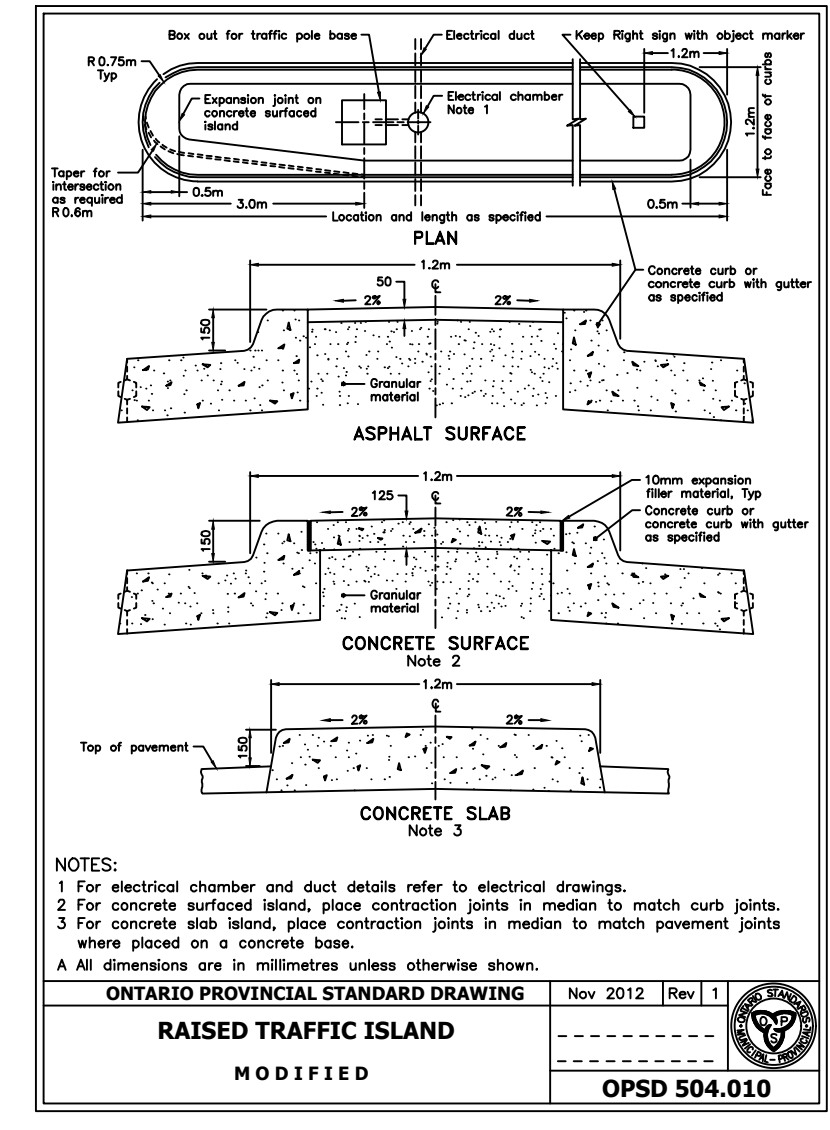 Box out for traffic pole base
Electrical duct
Keep Right sign with object marker
R 0.75m
Typ
1.2m
Expansion joint on
concrete surfaced
island
Electrical chamber
Note 1
1.2m
Face to face of curbs
Taper for
intersection
as required
R 0.6m
0.5m
3.0m
0.5m
Location and length as specified
PLAN
1.2m
50
℄
2%
2%
150
Concrete curb or
concrete curb with gutter
as specified
Granular
material
ASPHALT SURFACE
1.2m
125
℄
2%
2%
150
10mm expansion
filler material, Typ
Concrete curb or
concrete curb with gutter
as specified
Granular
material
CONCRETE SURFACE
Note 2
1.2m
℄
2%
2%
Top of pavement
150
CONCRETE SLAB
Note 3
NOTES:
1 For electrical chamber and duct details refer to electrical drawings.
2 For concrete surfaced island, place contraction joints in median to match curb joints.
3 For concrete slab island, place contraction joints in median to match pavement joints
where placed on a concrete base.
A All dimensions are in millimetres unless otherwise shown.
ONTARIO PROVINCIAL STANDARD DRAWING
Nov 2012 Rev 1
RAISED TRAFFIC ISLAND
MODIFIED
OPSD 504.010
ONTARIO STANDARDS
MUNICIPAL - PROVINCIAL
O P S